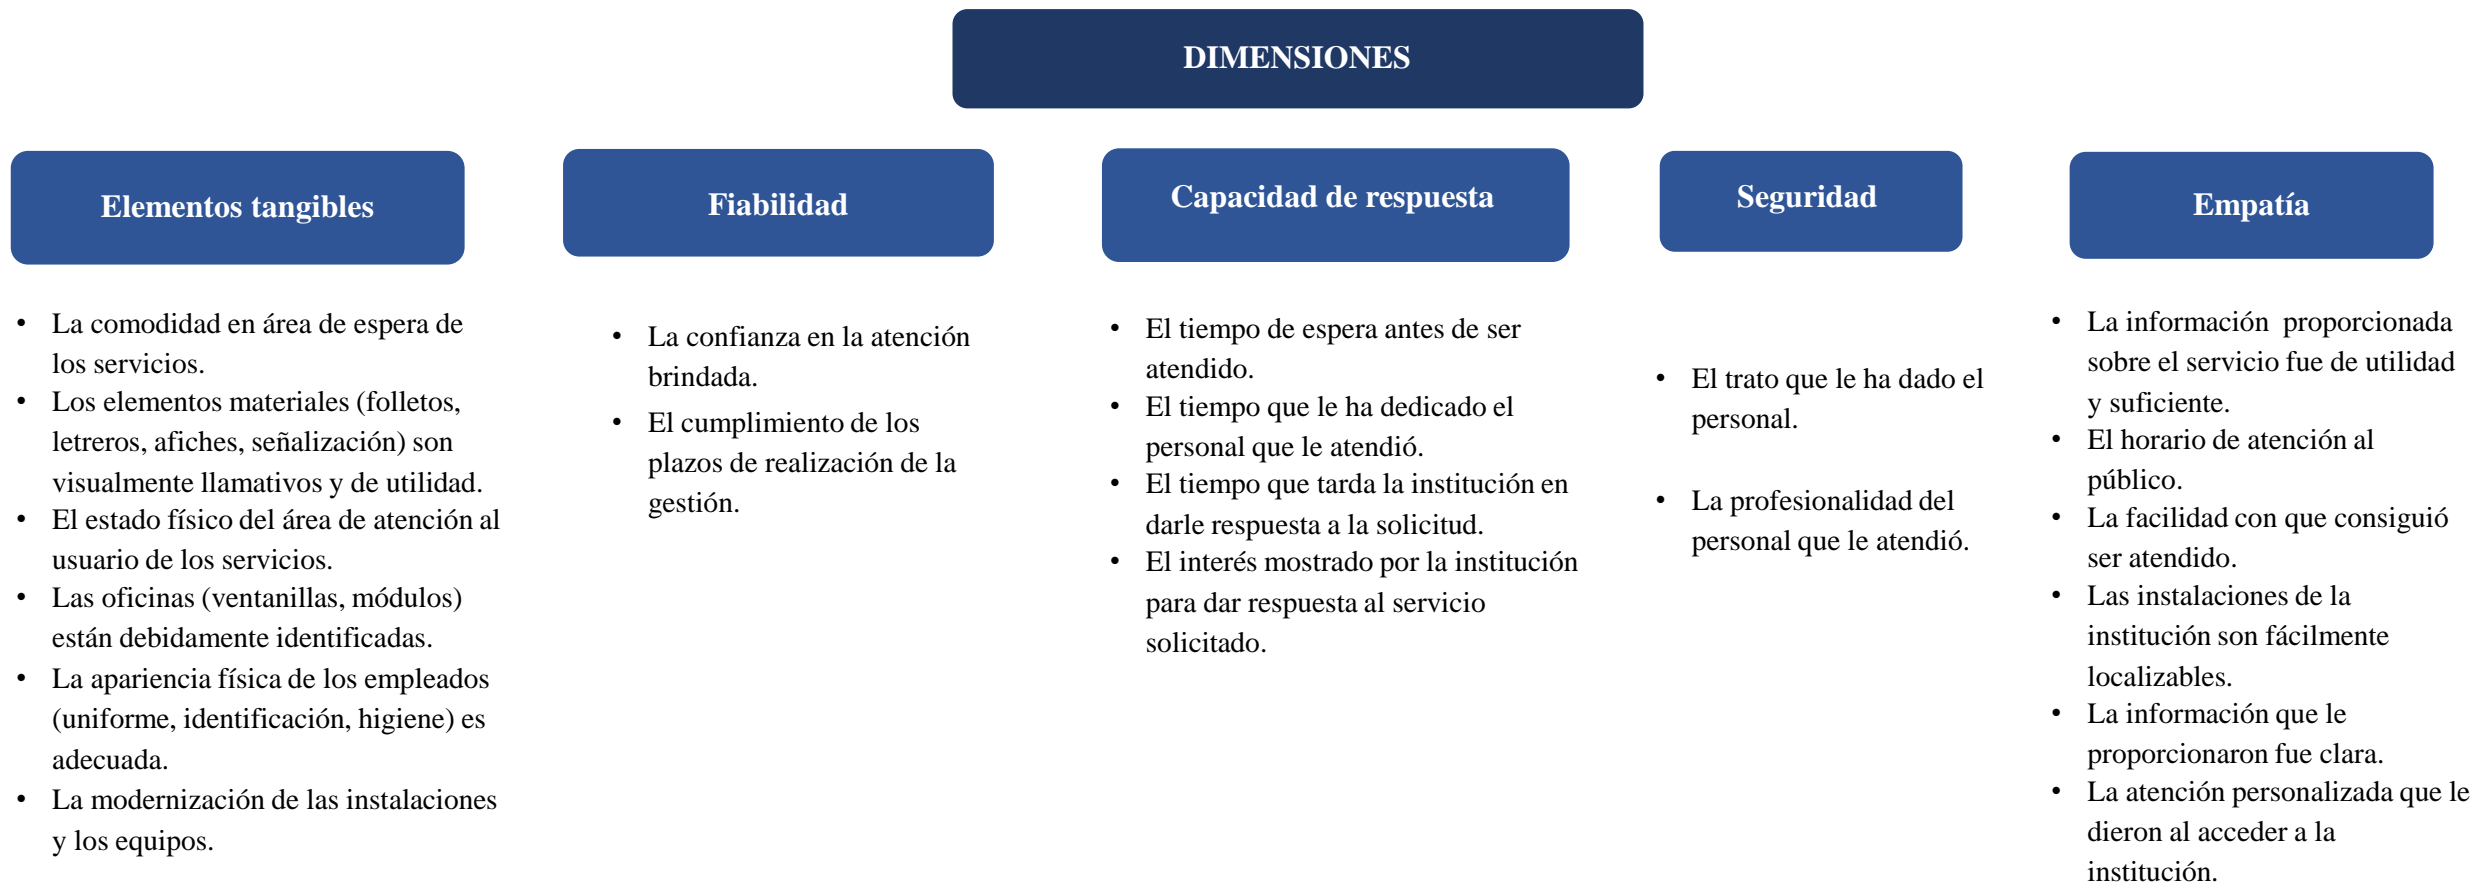 DIMENSIONES
Elementos tangibles
• La comodidad en área de espera de
los servicios.
• Los elementos materiales (folletos,
letreros, afiches, señalización) son
visualmente llamativos y de utilidad.
• El estado físico del área de atención al
usuario de los servicios.
• Las oficinas (ventanillas, módulos)
están debidamente identificadas.
• La apariencia física de los empleados
(uniforme, identificación, higiene) es
adecuada.
• La modernización de las instalaciones
y los equipos.
Fiabilidad
• La confianza en la atención
brindada.
• El cumplimiento de los
plazos de realización de la
gestión.
Capacidad de respuesta
• El tiempo de espera antes de ser
atendido.
• El tiempo que le ha dedicado el
personal que le atendió.
• El tiempo que tarda la institución en
darle respuesta a la solicitud.
• El interés mostrado por la institución
para dar respuesta al servicio
solicitado.
Seguridad
• El trato que le ha dado el
personal.
• La profesionalidad del
personal que le atendió.
Empatía
• La información proporcionada
sobre el servicio fue de utilidad
y suficiente.
• El horario de atención al
público.
• La facilidad con que consiguió
ser atendido.
• Las instalaciones de la
institución son fácilmente
localizables.
• La información que le
proporcionaron fue clara.
• La atención personalizada que le
dieron al acceder a la
institución.